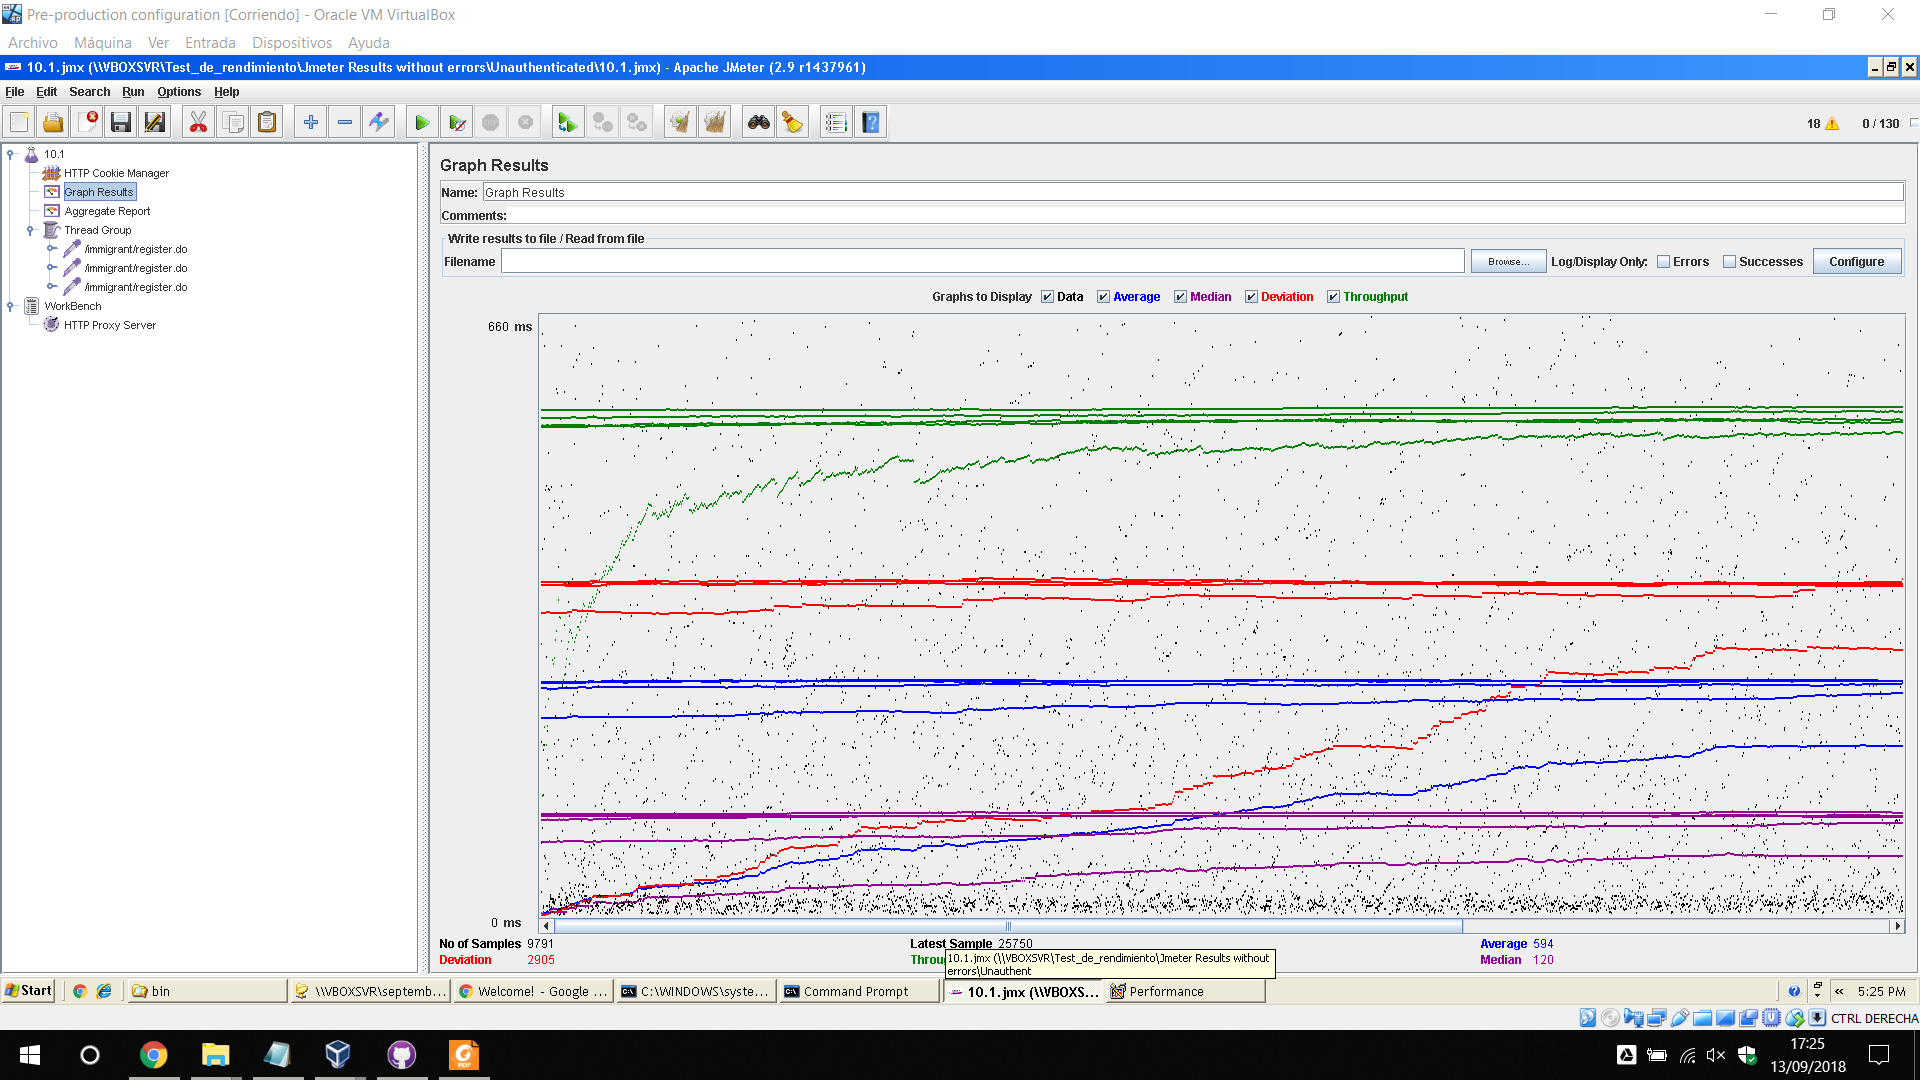 Pre-production configuration [Corriendo] - Oracle VM VirtualBox
Archivo Máquina Ver Entrada Dispositivos Ayuda
10.1.jmx (\\VBOXSVR\Test_de_rendimiento\Jmeter Results without errors\Unauthenticated\10.1.jmx) - Apache JMeter (2.9 r1437961)
File Edit Search Run Options Help
18 0 / 130
10.1
HTTP Cookie Manager
Graph Results
Aggregate Report
Thread Group
/immigrant/register.do
/immigrant/register.do
/immigrant/register.do
WorkBench
HTTP Proxy Server
Graph Results
Name: Graph Results
Comments:
Write results to file / Read from file
Filename Browse... Log/Display Only: Errors Successes Configure
Graphs to Display Data Average Median Deviation Throughput
660 ms
0 ms
No of Samples 9791 Latest Sample 25750 Average 594
Deviation 2905 Throu Median 120
10.1.jmx (\\VBOXSVR\Test_de_rendimiento\Jmeter Results without
errors\Unauthent
Start bin \\VBOXSVR\septemb... Welcome! - Google ... C:\WINDOWS\syste... Command Prompt 10.1.jmx (\\VBOXS... Performance « 5:25 PM
CTRL DERECHA
17:25
13/09/2018